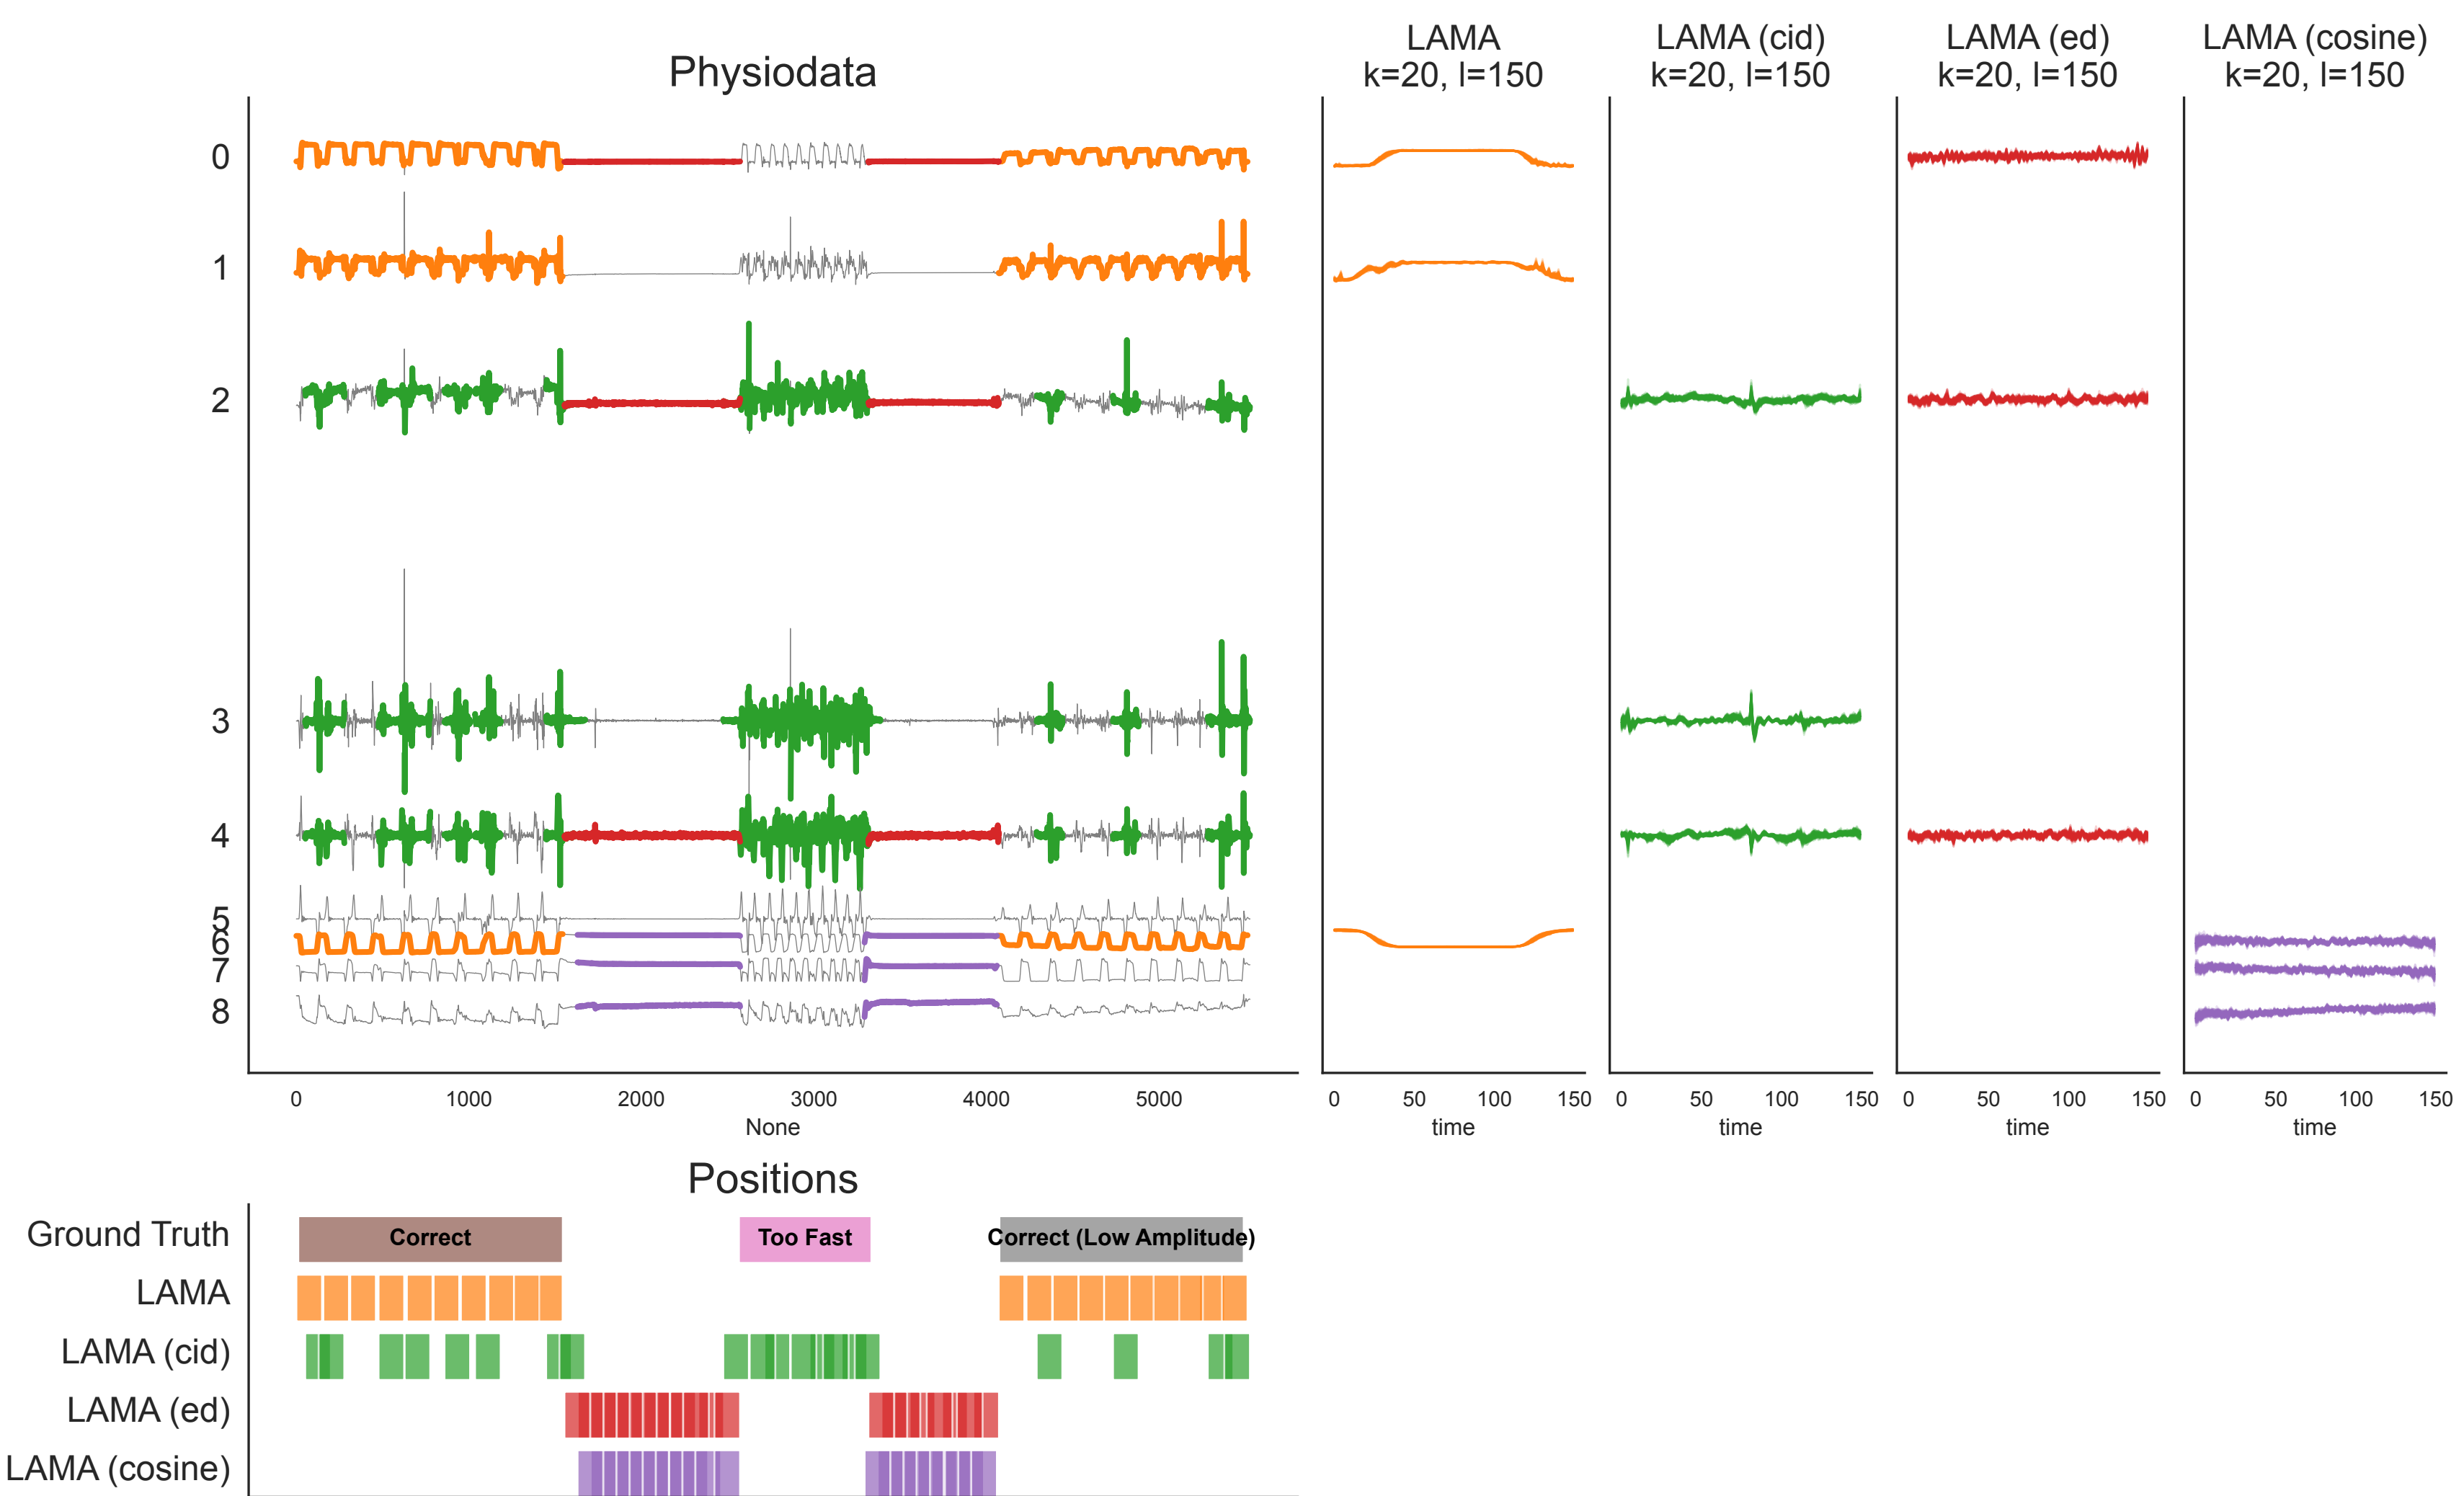 Physiodata
LAMA
k=20, l=150
LAMA (cid)
k=20, l=150
LAMA (ed)
k=20, l=150
LAMA (cosine)
k=20, l=150
0
1
2
3
4
5
6
7
8
0 1000 2000 3000 4000 5000
None
0 50 100 150
time
0 50 100 150
time
0 50 100 150
time
0 50 100 150
time
Positions
Ground Truth
Correct
Too Fast
Correct (Low Amplitude)
LAMA
LAMA (cid)
LAMA (ed)
LAMA (cosine)